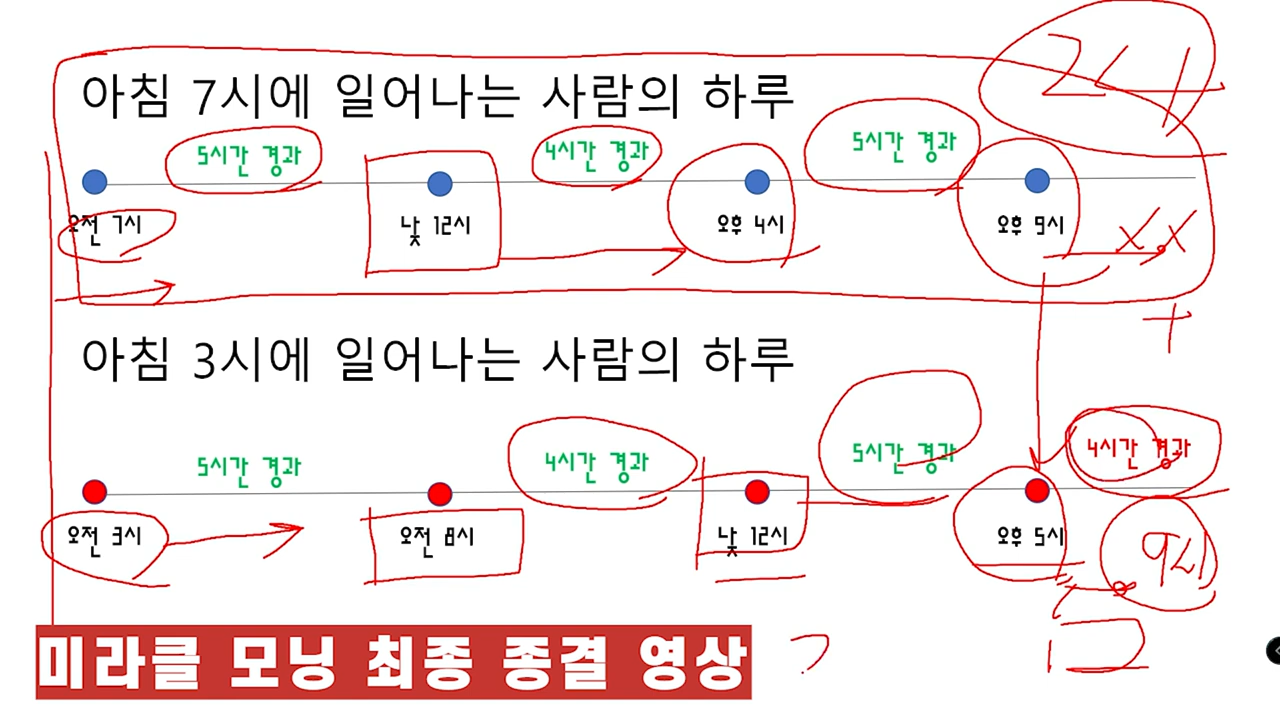 아침 7시에 일어나는 사람의 하루
5시간 경과 4시간 경과 5시간 경과
오전 7시 낮 12시 오후 4시 오후 9시
아침 3시에 일어나는 사람의 하루
5시간 경과 4시간 경과 5시간 경과 4시간 경과
오전 3시 오전 8시 낮 12시 오후 5시
9시
미라클 모닝 최종 종결 영상